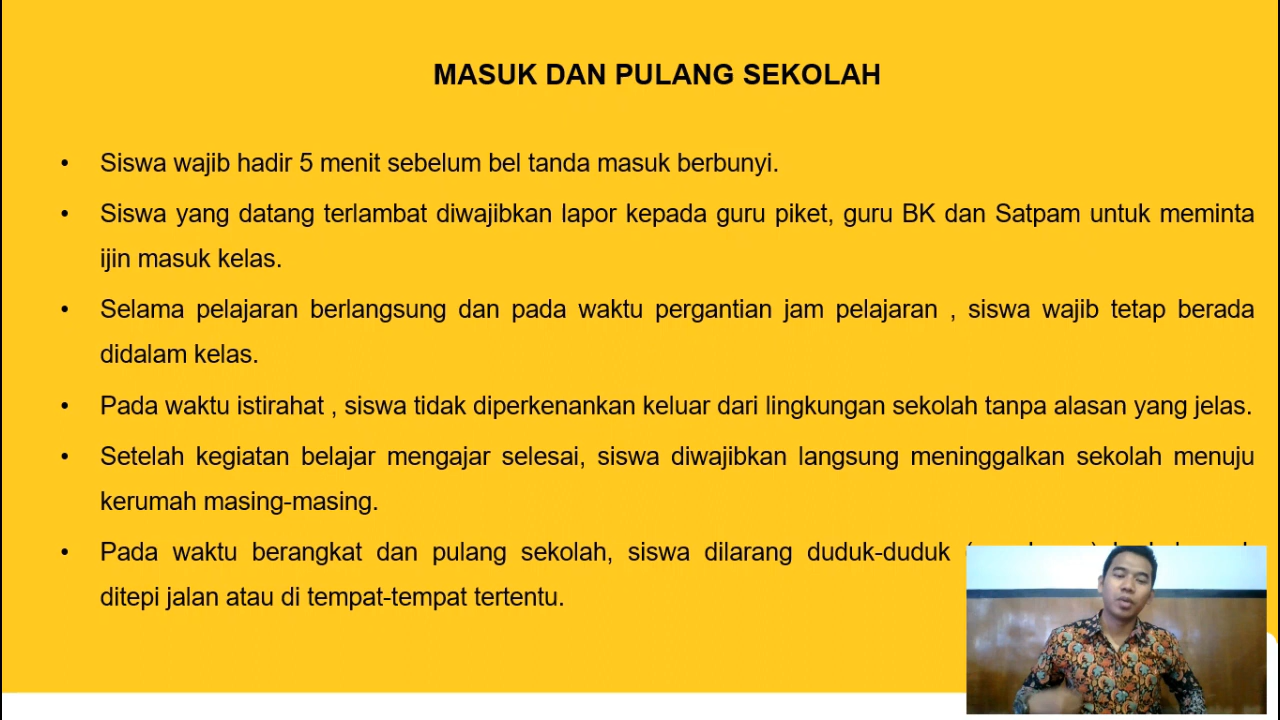 MASUK DAN PULANG SEKOLAH
• Siswa wajib hadir 5 menit sebelum bel tanda masuk berbunyi.
• Siswa yang datang terlambat diwajibkan lapor kepada guru piket, guru BK dan Satpam untuk meminta
ijin masuk kelas.
• Selama pelajaran berlangsung dan pada waktu pergantian jam pelajaran , siswa wajib tetap berada
didalam kelas.
• Pada waktu istirahat , siswa tidak diperkenankan keluar dari lingkungan sekolah tanpa alasan yang jelas.
• Setelah kegiatan belajar mengajar selesai, siswa diwajibkan langsung meninggalkan sekolah menuju
kerumah masing-masing.
• Pada waktu berangkat dan pulang sekolah, siswa dilarang duduk-duduk
ditepi jalan atau di tempat-tempat tertentu.